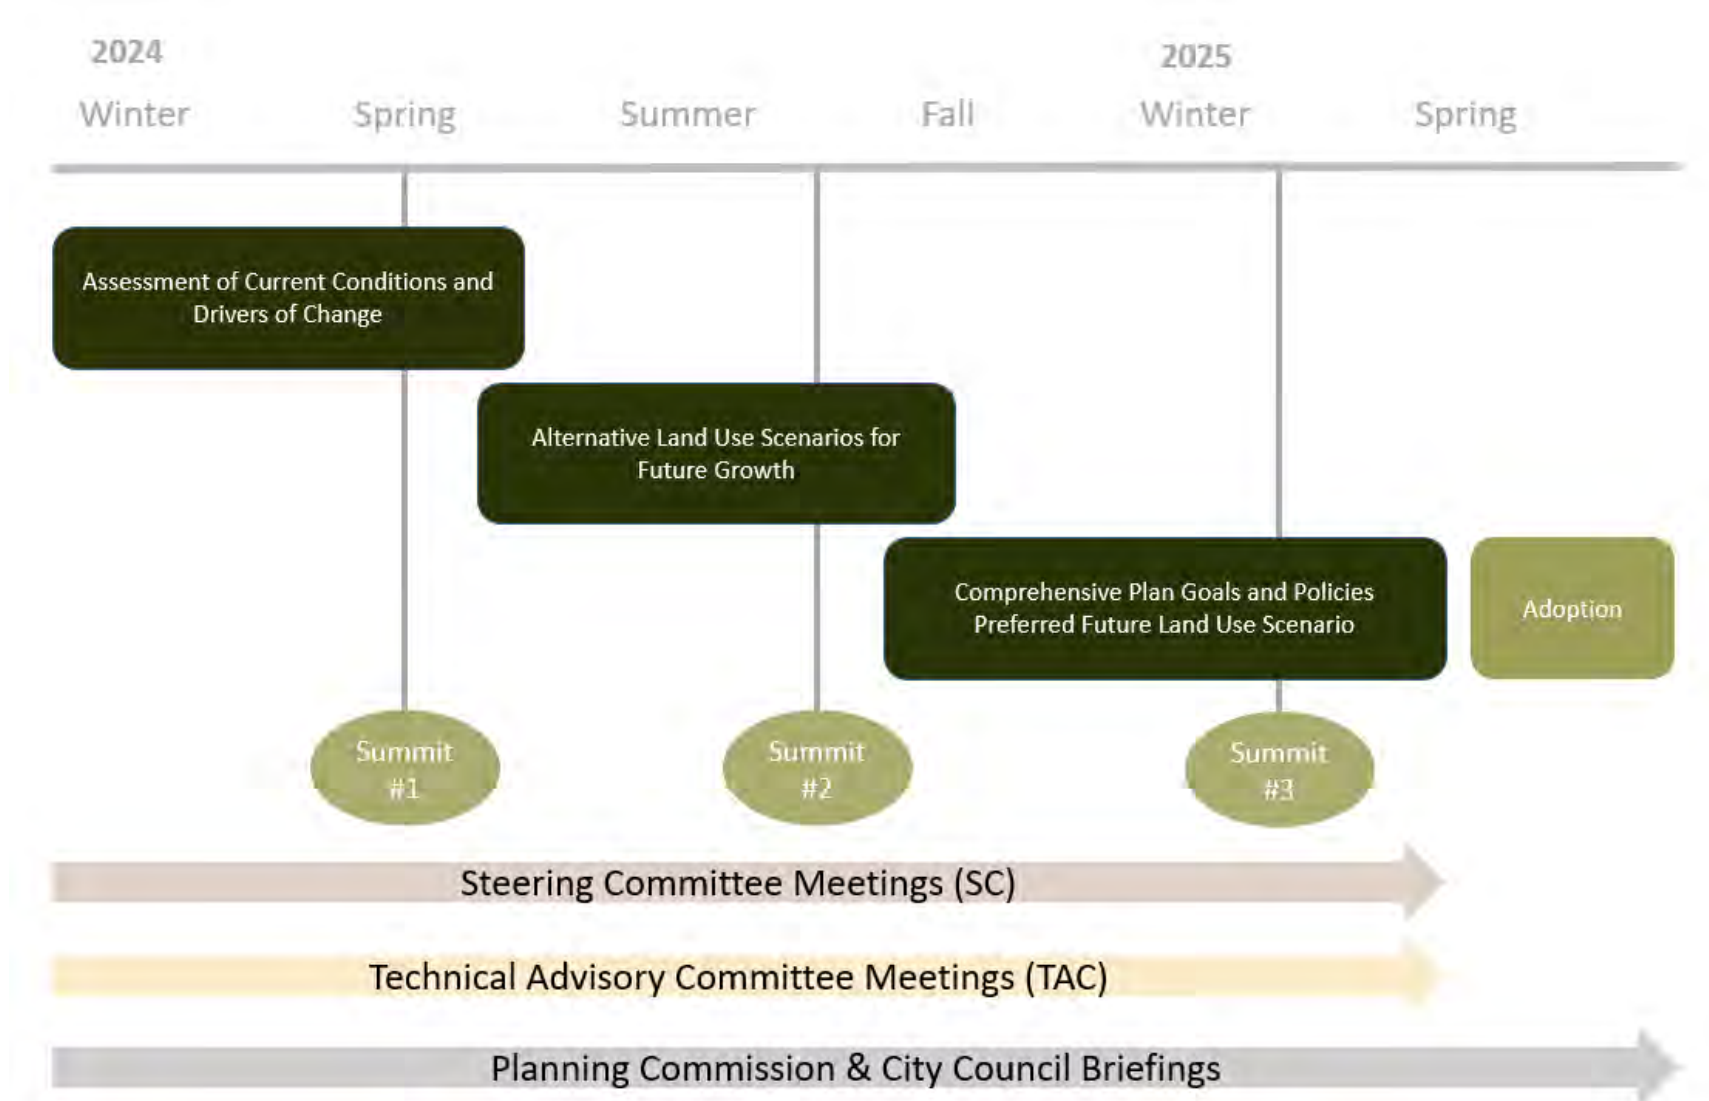 2024
2025
Winter
Spring
Summer
Fall
Winter
Spring
Assessment of Current Conditions and
Drivers of Change
Alternative Land Use Scenarios for
Future Growth
Comprehensive Plan Goals and Policies
Preferred Future Land Use Scenario
Adoption
Summit
#1
Summit
#2
Summit
#3
Steering Committee Meetings (SC)
Technical Advisory Committee Meetings (TAC)
Planning Commission & City Council Briefings